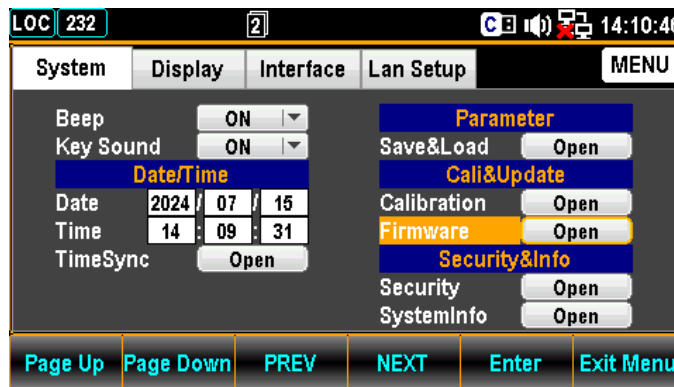 LOC 232 2 C 14:10:46
System Display Interface Lan Setup MENU
Beep ON
Key Sound ON
Date/Time
Date 2024 / 07 / 15
Time 14 : 09 : 31
TimeSync Open
Parameter
Save&Load Open
Cali&Update
Calibration Open
Firmware Open
Security&Info
Security Open
SystemInfo Open
Page Up Page Down PREV NEXT Enter Exit Menu